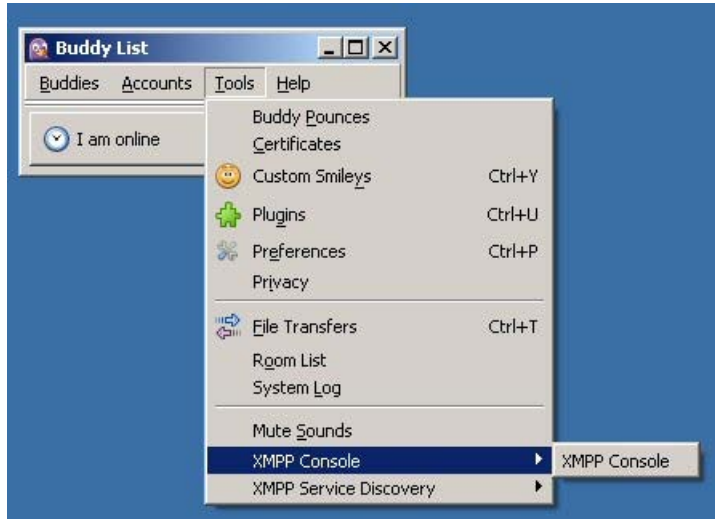 Buddy List
Buddies Accounts Tools Help
I am online
Buddy Pounces
Certificates
Custom Smileys Ctrl+Y
Plugins Ctrl+U
Preferences Ctrl+P
Privacy
File Transfers Ctrl+T
Room List
System Log
Mute Sounds
XMPP Console XMPP Console
XMPP Service Discovery